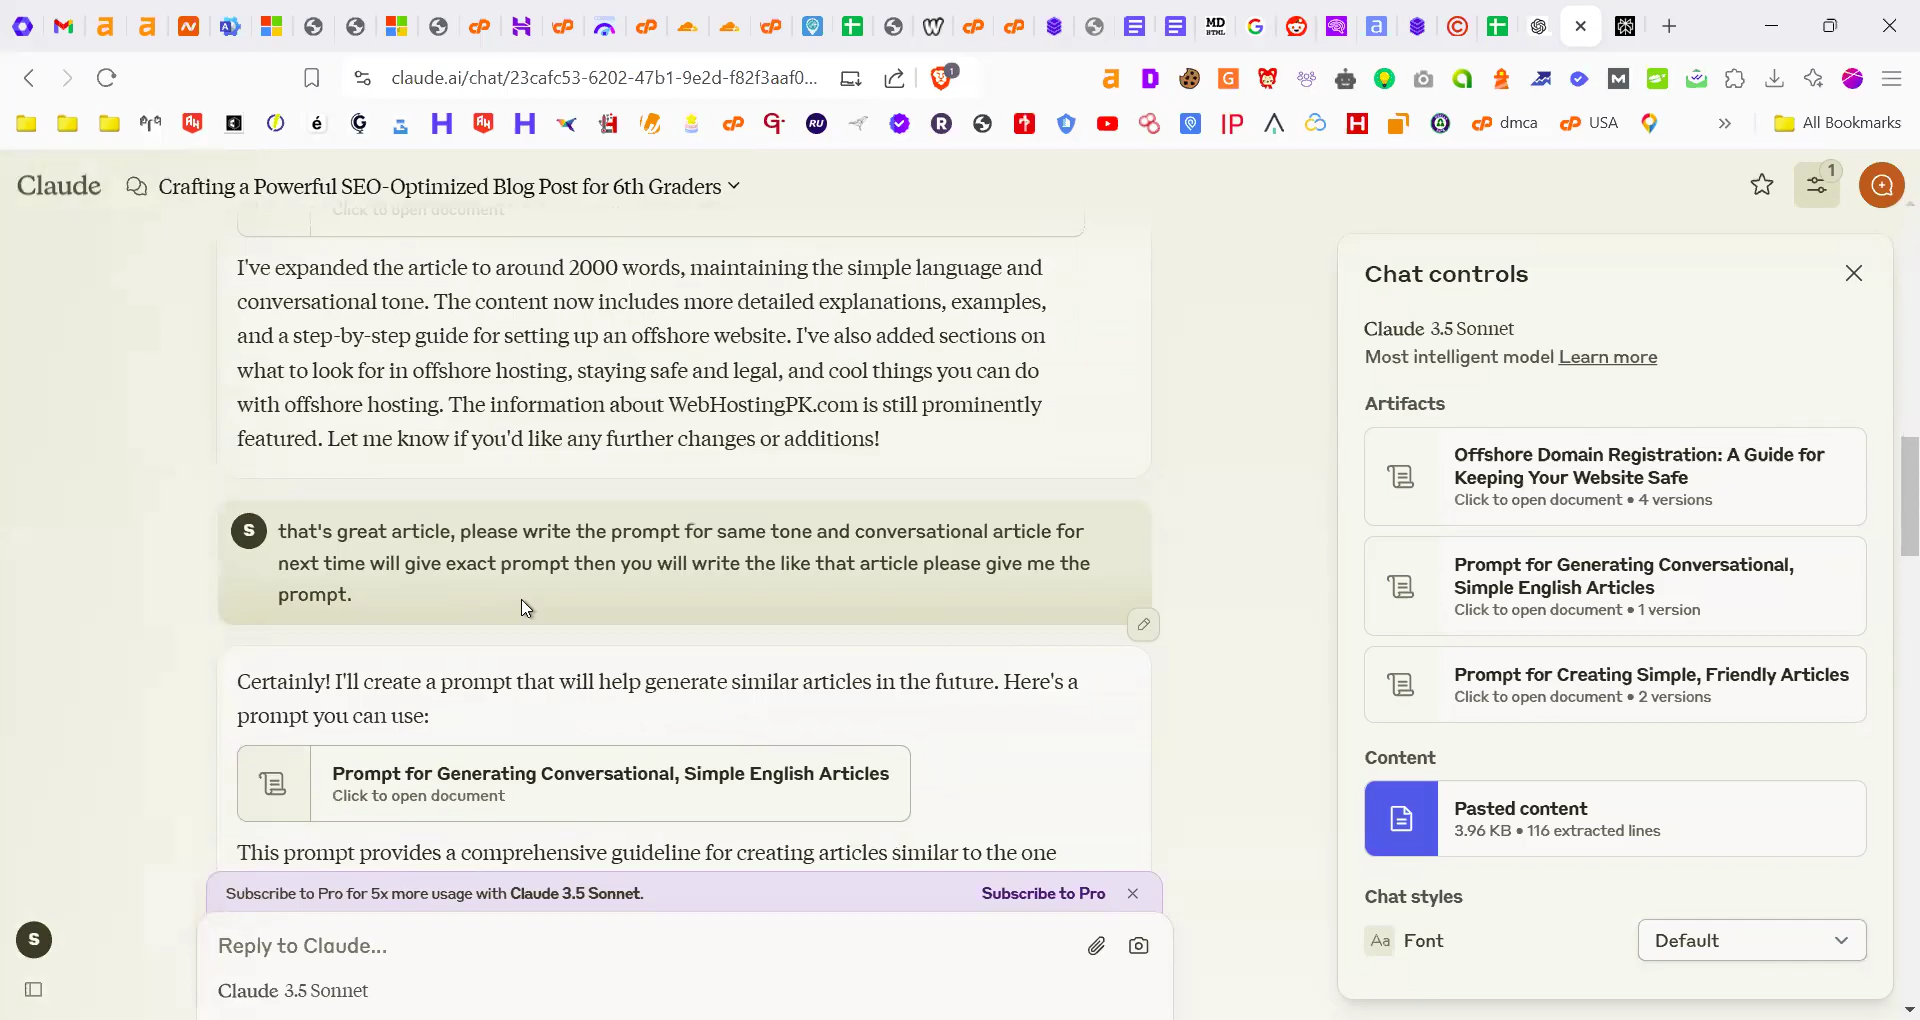 claude.ai/chat/23cafc53-6202-47b1-9e2d-f82f3aaf0...
1
dmca
USA
All Bookmarks
Claude
Crafting a Powerful SEO-Optimized Blog Post for 6th Graders
1
Click to open document
I've expanded the article to around 2000 words, maintaining the simple language and
conversational tone. The content now includes more detailed explanations, examples,
and a step-by-step guide for setting up an offshore website. I've also added sections on
what to look for in offshore hosting, staying safe and legal, and cool things you can do
with offshore hosting. The information about WebHostingPK.com is still prominently
featured. Let me know if you'd like any further changes or additions!
S
that's great article, please write the prompt for same tone and conversational article for
next time will give exact prompt then you will write the like that article please give me the
prompt.
Certainly! I'll create a prompt that will help generate similar articles in the future. Here's a
prompt you can use:
Prompt for Generating Conversational, Simple English Articles
Click to open document
This prompt provides a comprehensive guideline for creating articles similar to the one
Subscribe to Pro for 5x more usage with Claude 3.5 Sonnet.
Subscribe to Pro
Reply to Claude...
Claude 3.5 Sonnet
S
Chat controls
Claude 3.5 Sonnet
Most intelligent model Learn more
Artifacts
Offshore Domain Registration: A Guide for
Keeping Your Website Safe
Click to open document • 4 versions
Prompt for Generating Conversational,
Simple English Articles
Click to open document • 1 version
Prompt for Creating Simple, Friendly Articles
Click to open document • 2 versions
Content
Pasted content
3.96 KB • 116 extracted lines
Chat styles
Aa Font
Default